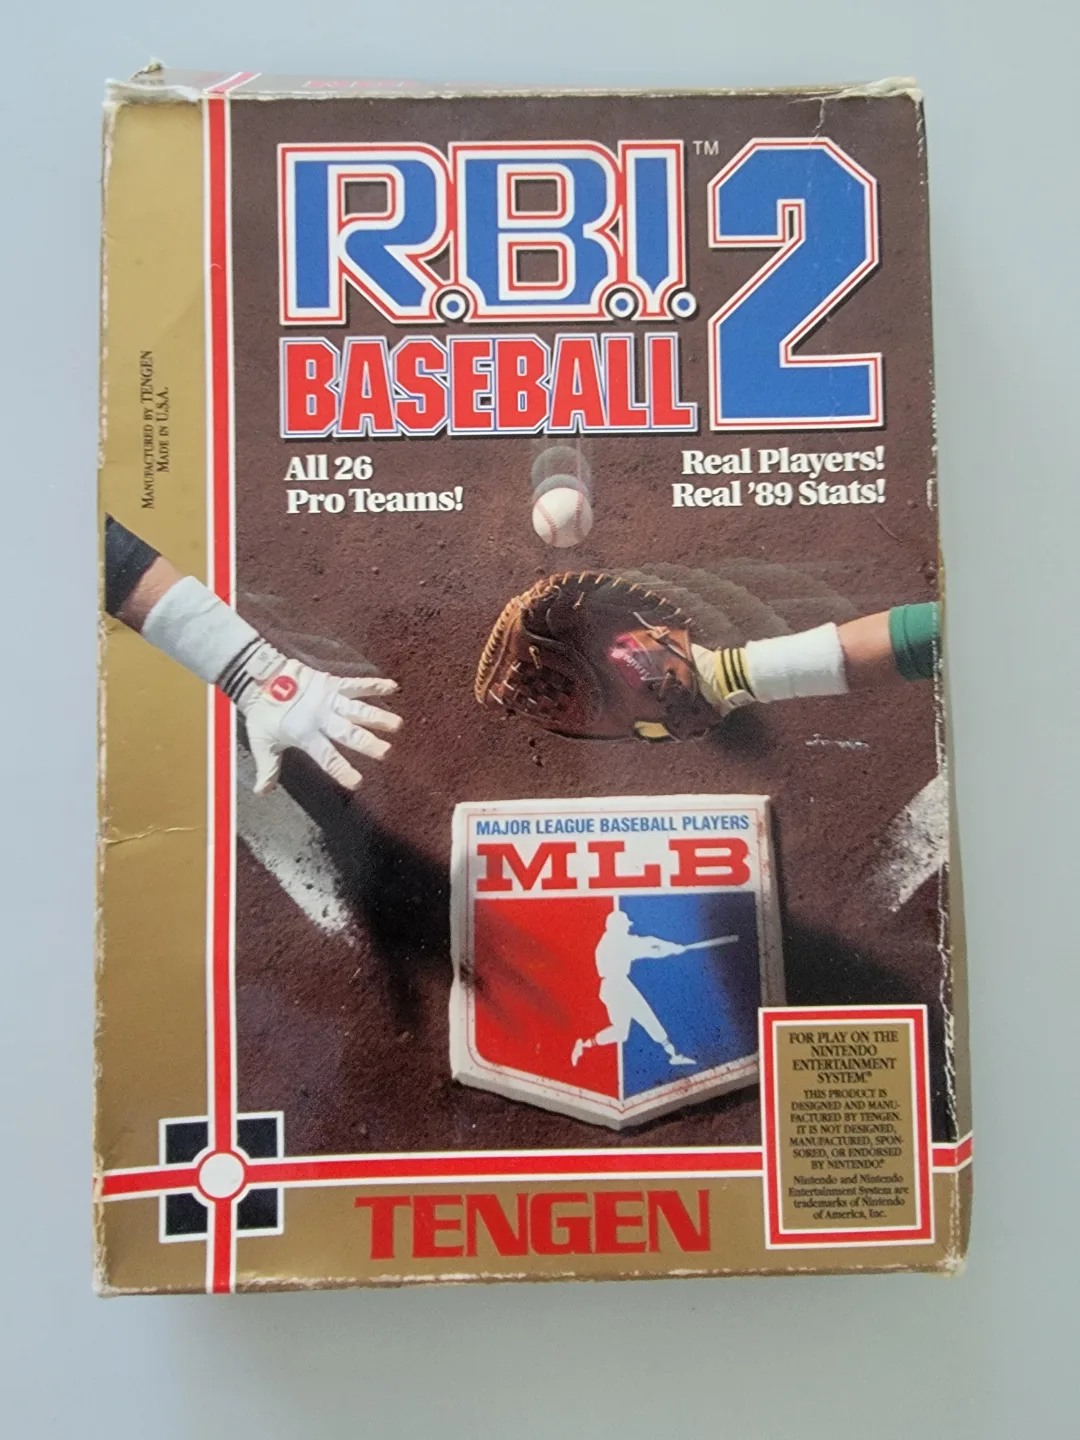 R.B.I. 2
™
BASEBALL
All 26
Pro Teams!
Real Players!
Real '89 Stats!
MANUFACTURED BY TENGEN
MADE IN U.S.A.
L
MAJOR LEAGUE BASEBALL PLAYERS
MLB
FOR PLAY ON THE
NINTENDO
ENTERTAINMENT
SYSTEM®
THIS PRODUCT IS
DESIGNED AND MANU-
FACTURED BY TENGEN.
IT IS NOT DESIGNED,
MANUFACTURED, SPON-
SORED, OR ENDORSED
BY NINTENDO®
Nintendo and Nintendo
Entertainment System are
trademarks of Nintendo
of America, Inc.
TENGEN